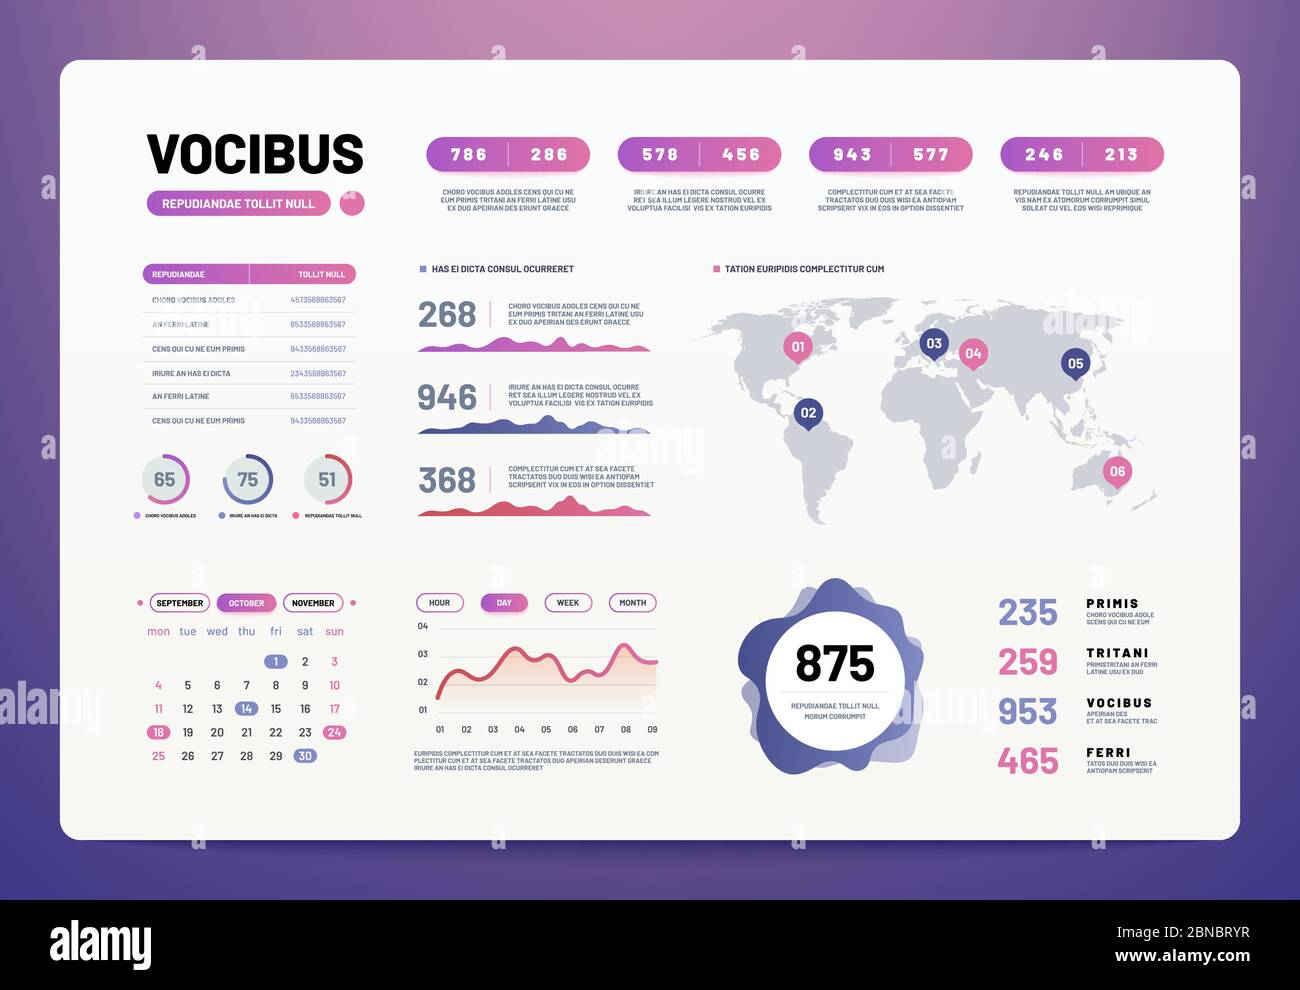 VOCIBUS
REPUDIANDAE TOLLIT NULL
786 286
CHORO VOCIBUS ADOLES CENS QUI CU NE
EUM PRIMIS TRITANI AN FERRI LATINE USU
EX DUO APEIRIAN DES ERUNT GRAECE
578 456
IRIURE AN HAS EI DICTA CONSUL OCURRE
RET SEA ILLUM LEGERE NOSTRUD VEL EX
VOLUPTUA FACILISI VIS EX TATION EURIPIDIS
943 577
COMPLECTITUR CUM ET AT SEA FACETE
TRACTATOS DUO DUIS WISI EA LEGENDOS
SCRIPSERIT VIX IN EOS IN OPTION DISSENTIET
246 213
REPUDIANDAE TOLLIT NULL AM UBIQUE AN
VIS NAM EX ATOMORUM CORRUMPIT SIMUL
SOLEAT CU VEL EOS WISI REPRIMIQUE
REPUDIANDAE TOLLIT NULL
CHORO VOCIBUS ADOLES 4573568863567
AN FERRI LATINE 6533568863567
CENS QUI CU NE EUM PRIMIS 9433568863567
IRIURE AN HAS EI DICTA 2343568863567
AN FERRI LATINE 6533568863567
CENS QUI CU NE EUM PRIMIS 9433568863567
65 75 51
CHORO VOCIBUS ADOLES IRIURE AN HAS EI DICTA REPUDIANDAE TOLLIT NULL
HAS EI DICTA CONSUL OCURRERET
268
CHORO VOCIBUS ADOLES CENS QUI CU NE
EUM PRIMIS TRITANI AN FERRI LATINE USU
EX DUO APEIRIAN DES ERUNT GRAECE
946
IRIURE AN HAS EI DICTA CONSUL OCURRE
RET SEA ILLUM LEGERE NOSTRUD VEL EX
VOLUPTUA FACILISI VIS EX TATION EURIPIDIS
368
COMPLECTITUR CUM ET AT SEA FACETE
TRACTATOS DUO DUIS WISI EA LEGENDOS
SCRIPSERIT VIX IN EOS IN OPTION DISSENTIET
TATION EURIPIDIS COMPLECTITUR CUM
01
02
03
04
05
06
SEPTEMBER OCTOBER NOVEMBER
mon tue wed thu fri sat sun
1 2 3
4 5 6 7 8 9 10
11 12 13 14 15 16 17
18 19 20 21 22 23 24
25 26 27 28 29 30
HOUR DAY WEEK MONTH
04
03
02
01
01 02 03 04 05 06 07 08 09
EURIPIDIS COMPLECTITUR CUM ET AT SEA FACETE TRACTATOS DUO DUIS WISI EA COM
PLECTITUR CUM ET AT SEA FACETE TRACTATOS DUO APEIRIAN DESERUNT GRAECE
IRIURE AN HAS EI DICTA CONSUL OCURRERET
875
REPUDIANDAE TOLLIT NULL
MORUM CORRUMPIT
235 PRIMIS
CHORO VOCIBUS ADOLE
SCENS QUI CU NE EUM
259 TRITANI
PRIMISTRITANI AN FERRI
LATINE USU EX DUO
953 VOCIBUS
APEIRIAN DES
ET AT SEA FACETE TRAC
465 FERRI
TATOS DUO DUIS WISI EA
ANTIOPAM SCRIPSERIT
alamy
Image ID: 2BNBRYR
www.alamy.com